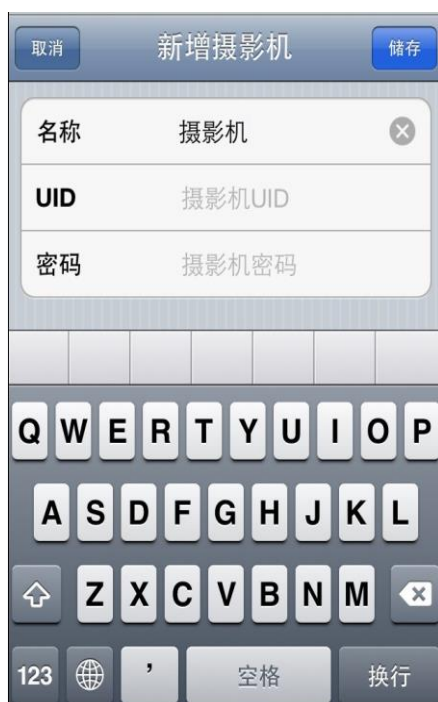 取消 新增摄影机 储存
名称 摄影机
UID 摄影机UID
密码 摄影机密码
Q W E R T Y U I O P
A S D F G H J K L
Z X C V B N M
123 ， 空格 换行